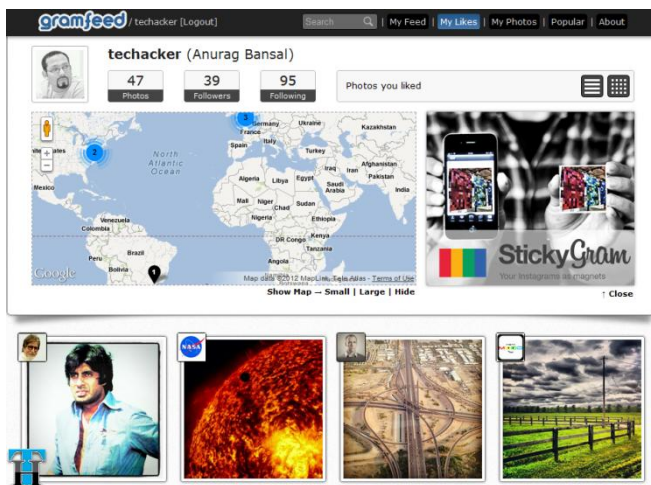 gramfeed / techacker [Logout] Search | My Feed | My Likes | My Photos | Popular | About
techacker (Anurag Bansal)
47 Photos
39 Followers
95 Following
Photos you liked
3
2
1
North Atlantic Ocean
Germany
Ukraine
France
Kazakhstan
Spain
Italy
Turkey
Afghanistan
Iraq
Iran
Pakistan
Mexico
Algeria
Libya
Egypt
Saudi Arabia
India
Mali
Niger
Chad
Sudan
Nigeria
Ethiopia
Venezuela
Colombia
Kenya
DR Congo
Tanzania
Brazil
Peru
Bolivia
Angola
Google
Map data ©2012 MapLink, Tele Atlas - Terms of Use
Show Map → Small | Large | Hide
StickyGram
Your Instagrams as magnets
↑ Close
NASA